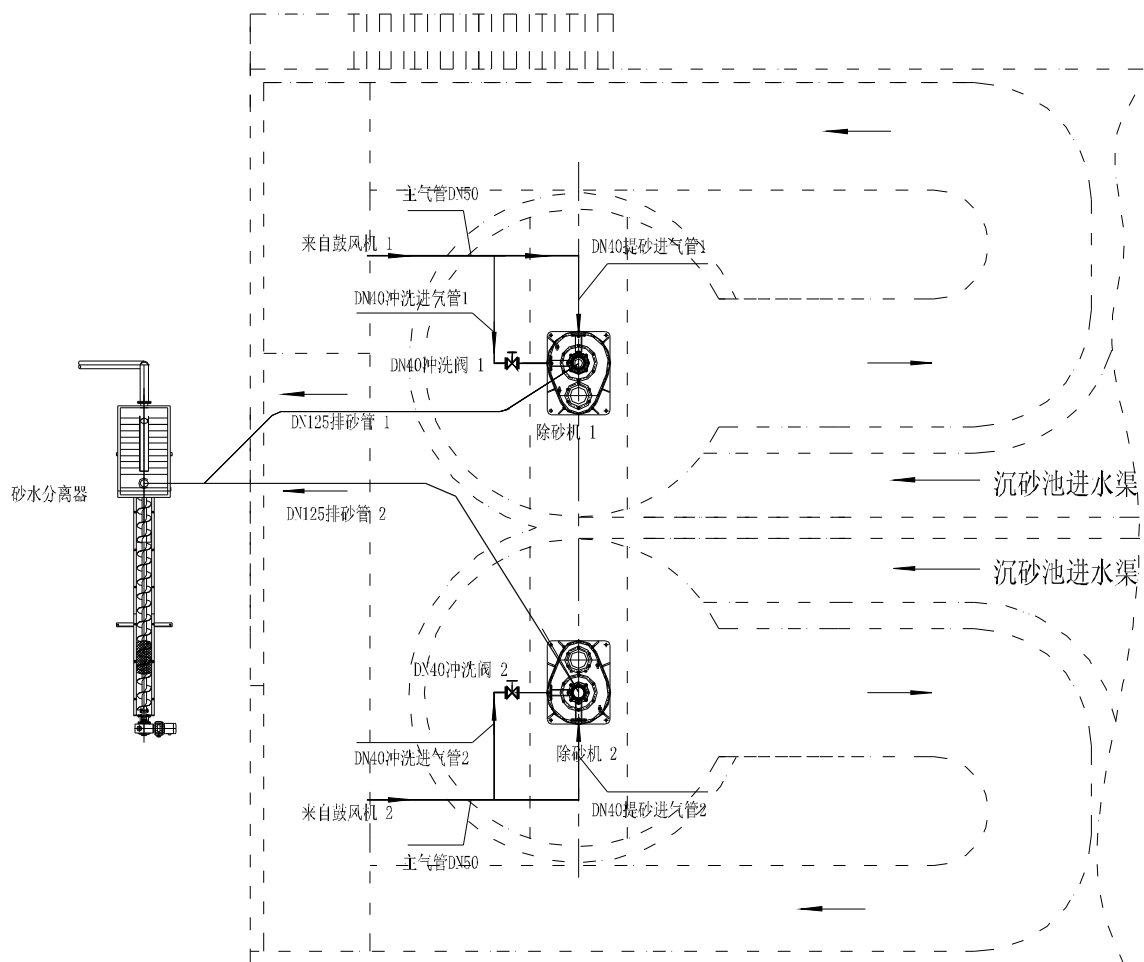 主气管DN50
来自鼓风机 1
DN40提砂进气管1
DN40冲洗进气管1
DN40冲洗阀 1
DN125排砂管 1
除砂机 1
砂水分离器
沉砂池进水渠
DN125排砂管 2
沉砂池进水渠
DN40冲洗阀 2
DN40冲洗进气管2
除砂机 2
来自鼓风机 2
DN40提砂进气管2
主气管DN50